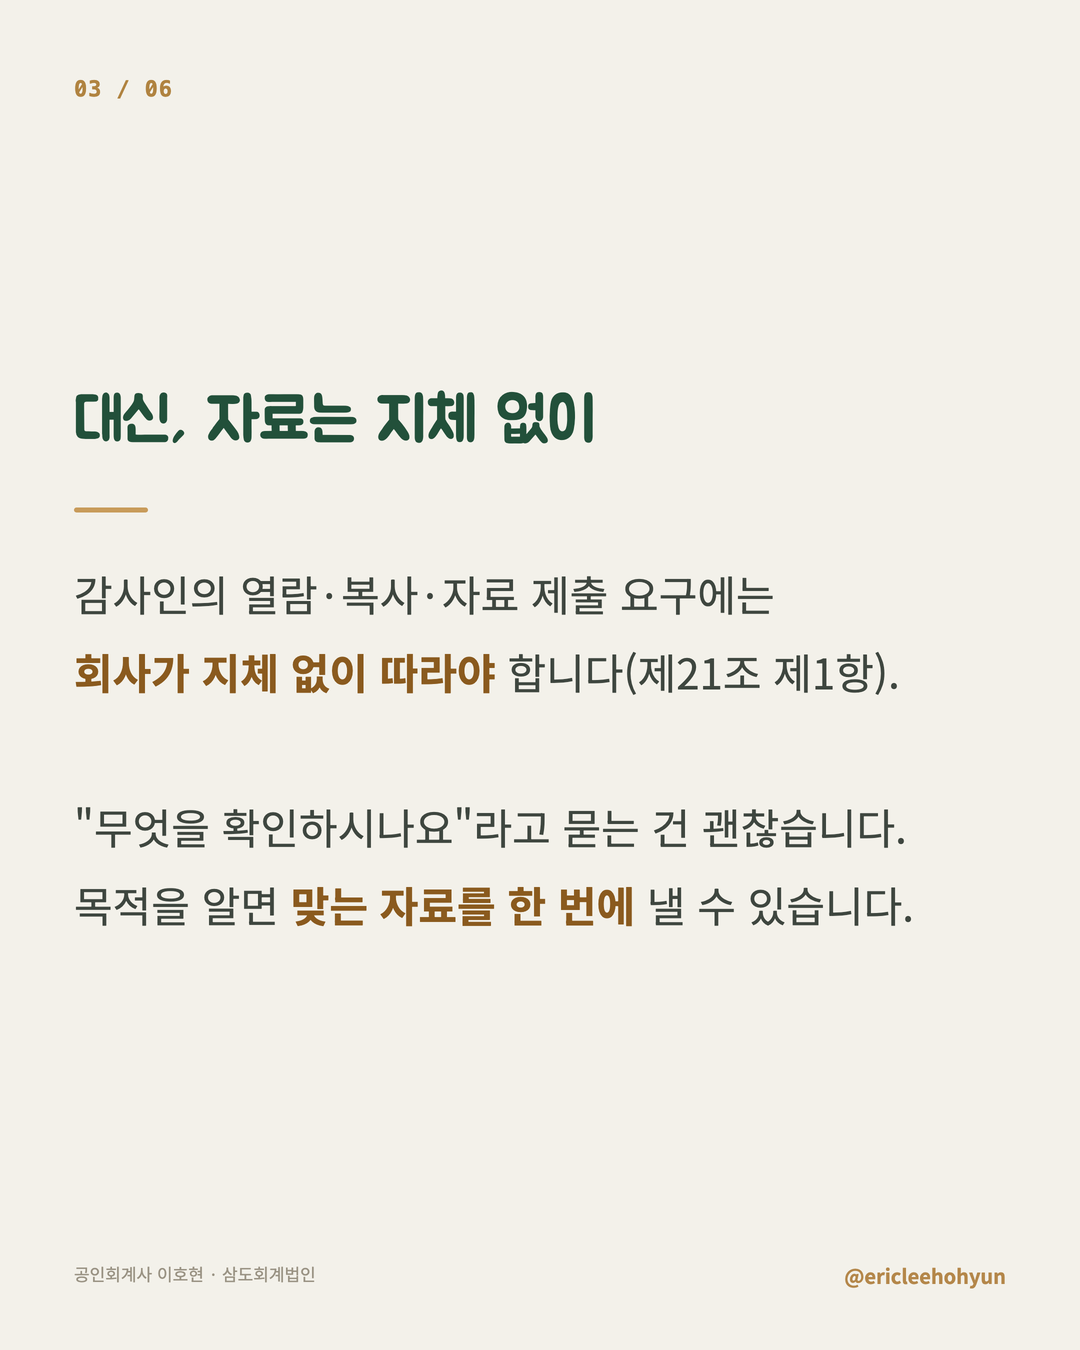 03 / 06
대신, 자료는 지체 없이
감사인의 열람·복사·자료 제출 요구에는
회사가 지체 없이 따라야 합니다(제21조 제1항).
"무엇을 확인하시나요"라고 묻는 건 괜찮습니다.
목적을 알면 맞는 자료를 한 번에 낼 수 있습니다.
공인회계사 이호현 · 삼도회계법인
@ericleehohyun